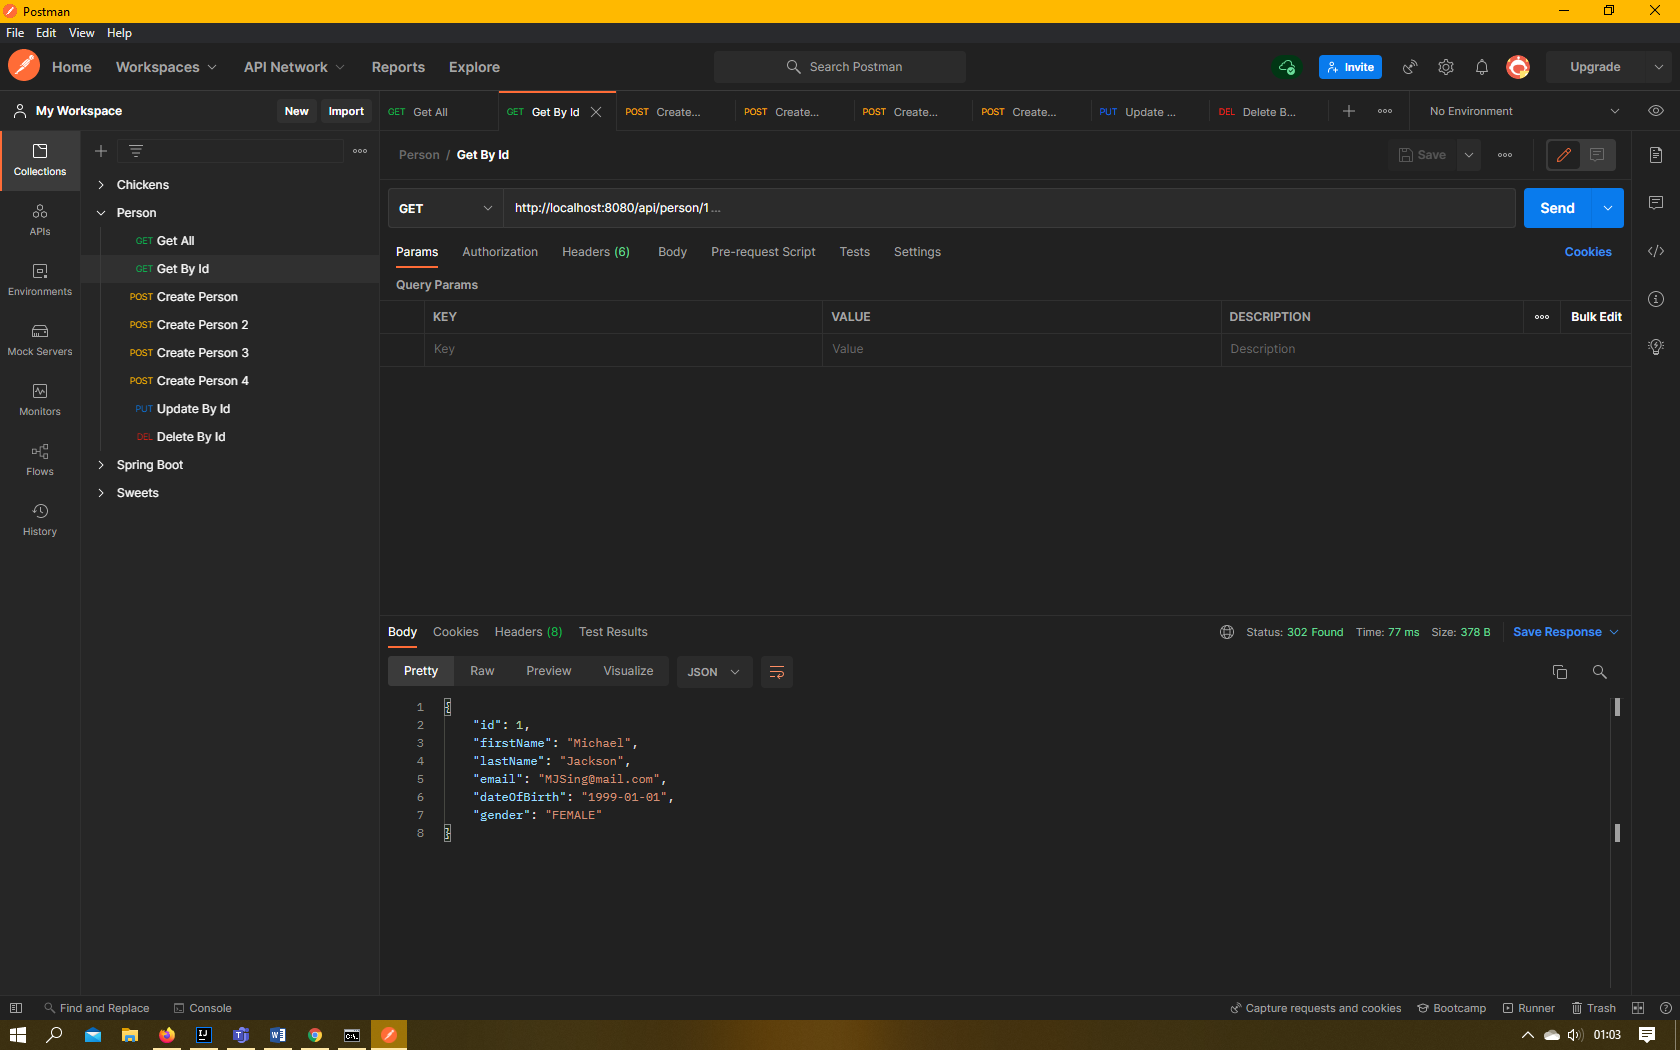 Postman
File Edit View Help
Home Workspaces API Network Reports Explore Search Postman Invite Upgrade
My Workspace New Import GET Get All GET Get By Id POST Create... POST Create... POST Create... POST Create... PUT Update ... DEL Delete B... No Environment
Person / Get By Id Save
Collections
APIs
Environments
Mock Servers
Monitors
Flows
History
Chickens
Person
GET Get All
GET Get By Id
POST Create Person
POST Create Person 2
POST Create Person 3
POST Create Person 4
PUT Update By Id
DEL Delete By Id
Spring Boot
Sweets
GET http://localhost:8080/api/person/1... Send
Params Authorization Headers (6) Body Pre-request Script Tests Settings Cookies
Query Params
KEY VALUE DESCRIPTION Bulk Edit
Key Value Description
Body Cookies Headers (8) Test Results Status: 302 Found Time: 77 ms Size: 378 B Save Response
Pretty Raw Preview Visualize JSON
1 {
2 "id": 1,
3 "firstName": "Michael",
4 "lastName": "Jackson",
5 "email": "MJSing@mail.com",
6 "dateOfBirth": "1999-01-01",
7 "gender": "FEMALE"
8 }
Find and Replace Console Capture requests and cookies Bootcamp Runner Trash
01:03